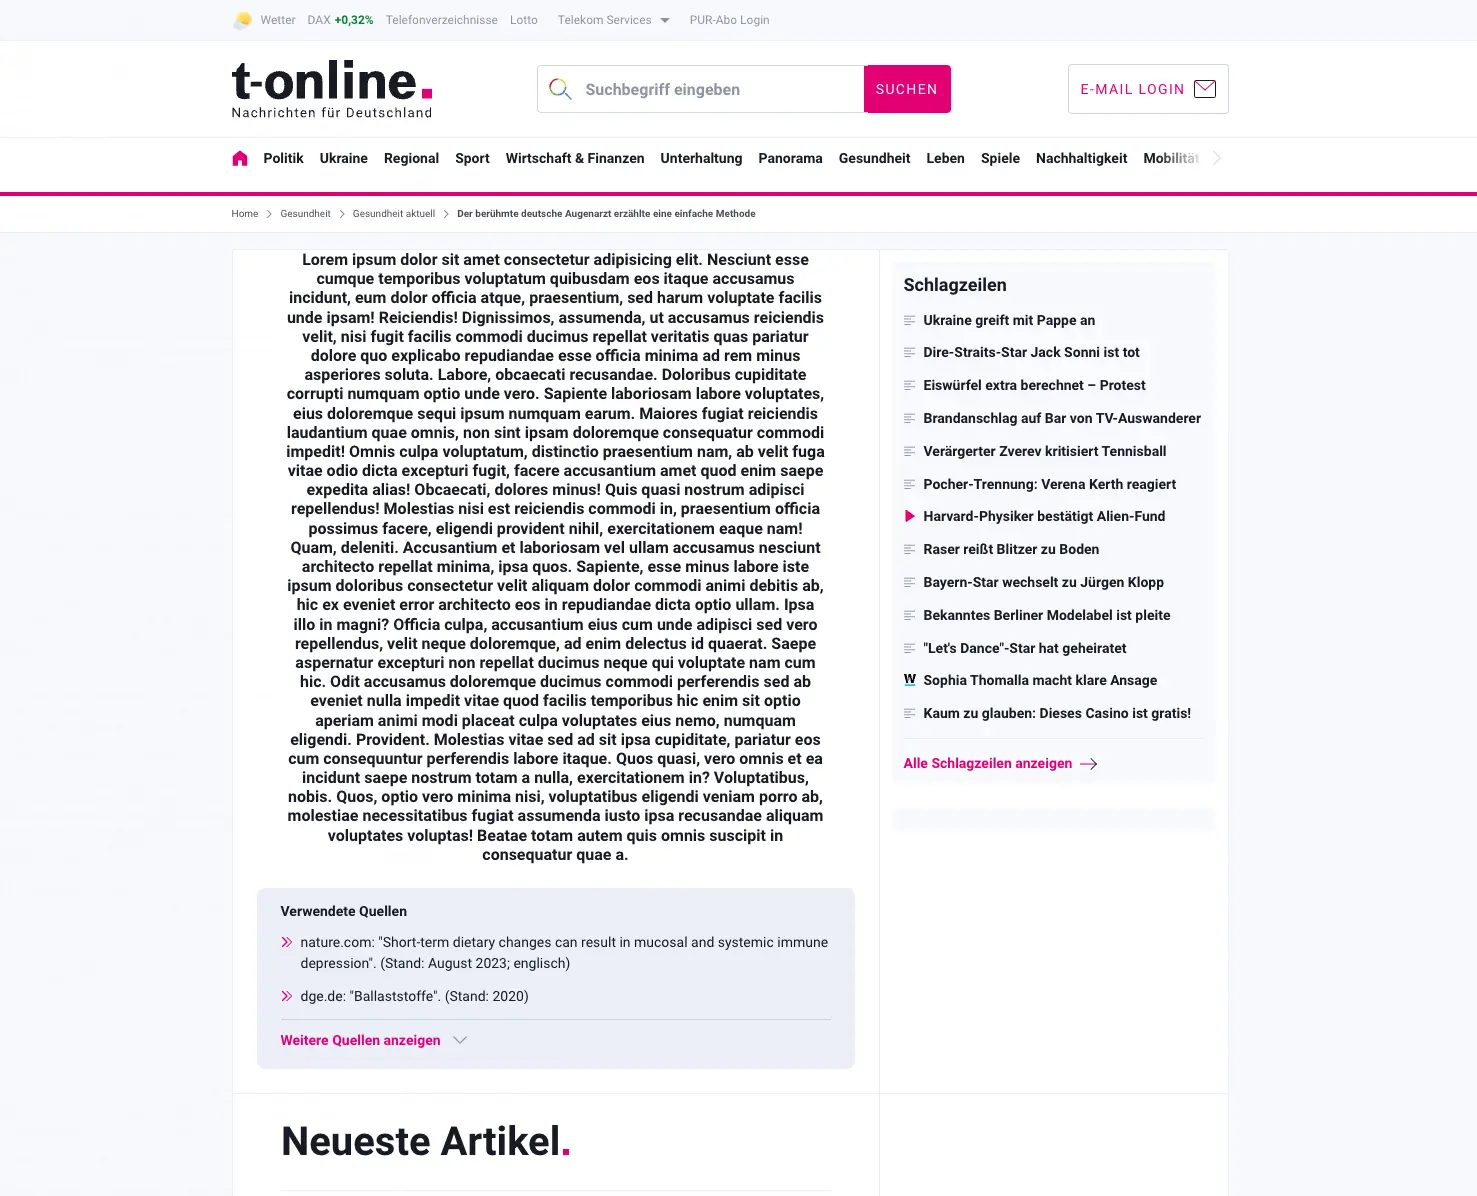 Wetter DAX +0,32% Telefonverzeichnisse Lotto Telekom Services PUR-Abo Login
t-online.
Nachrichten für Deutschland
Suchbegriff eingeben
SUCHEN
E-MAIL LOGIN
Politik Ukraine Regional Sport Wirtschaft & Finanzen Unterhaltung Panorama Gesundheit Leben Spiele Nachhaltigkeit Mobilität
Home Gesundheit Gesundheit aktuell Der berühmte deutsche Augenarzt erzählte eine einfache Methode
Lorem ipsum dolor sit amet consectetur adipisicing elit. Nesciunt esse
cumque temporibus voluptatum quibusdam eos itaque accusamus
incidunt, eum dolor officia atque, praesentium, sed harum voluptate facilis
unde ipsam! Reiciendis! Dignissimos, assumenda, ut accusamus reiciendis
velit, nisi fugit facilis commodi ducimus repellat veritatis quas pariatur
dolore quo explicabo repudiandae esse officia minima ad rem minus
asperiores soluta. Labore, obcaecati recusandae. Doloribus cupiditate
corrupti numquam optio unde vero. Sapiente laboriosam labore voluptates,
eius doloremque sequi ipsum numquam earum. Maiores fugiat reiciendis
laudantium quae omnis, non sint ipsam doloremque consequatur commodi
impedit! Omnis culpa voluptatum, distinctio praesentium nam, ab velit fuga
vitae odio dicta excepturi fugit, facere accusantium amet quod enim saepe
expedita alias! Obcaecati, dolores minus! Quis quasi nostrum adipisci
repellendus! Molestias nisi est reiciendis commodi in, praesentium officia
possimus facere, eligendi provident nihil, exercitationem eaque nam!
Quam, deleniti. Accusantium et laboriosam vel ullam accusamus nesciunt
architecto repellat minima, ipsa quos. Sapiente, esse minus labore iste
ipsum doloribus consectetur velit aliquam dolor commodi animi debitis ab,
hic ex eveniet error architecto eos in repudiandae dicta optio ullam. Ipsa
illo in magni? Officia culpa, accusantium eius cum unde adipisci sed vero
repellendus, velit neque doloremque, ad enim delectus id quaerat. Saepe
aspernatur excepturi non repellat ducimus neque qui voluptate nam cum
hic. Odit accusamus doloremque ducimus commodi perferendis sed ab
eveniet nulla impedit vitae quod facilis temporibus hic enim sit optio
aperiam animi modi placeat culpa voluptates eius nemo, numquam
eligendi. Provident. Molestias vitae sed ad sit ipsa cupiditate, pariatur eos
cum consequuntur perferendis labore itaque. Quos quasi, vero omnis et ea
incidunt saepe nostrum totam a nulla, exercitationem in? Voluptatibus,
nobis. Quos, optio vero minima nisi, voluptatibus eligendi veniam porro ab,
molestiae necessitatibus fugiat assumenda iusto ipsa recusandae aliquam
voluptates voluptas! Beatae totam autem quis omnis suscipit in
consequatur quae a.
Verwendete Quellen
nature.com: "Short-term dietary changes can result in mucosal and systemic immune
depression". (Stand: August 2023; englisch)
dge.de: "Ballaststoffe". (Stand: 2020)
Weitere Quellen anzeigen
Neueste Artikel.
Schlagzeilen
Ukraine greift mit Pappe an
Dire-Straits-Star Jack Sonni ist tot
Eiswürfel extra berechnet – Protest
Brandanschlag auf Bar von TV-Auswanderer
Verärgerter Zverev kritisiert Tennisball
Pocher-Trennung: Verena Kerth reagiert
Harvard-Physiker bestätigt Alien-Fund
Raser reißt Blitzer zu Boden
Bayern-Star wechselt zu Jürgen Klopp
Bekanntes Berliner Modelabel ist pleite
"Let's Dance"-Star hat geheiratet
W Sophia Thomalla macht klare Ansage
Kaum zu glauben: Dieses Casino ist gratis!
Alle Schlagzeilen anzeigen